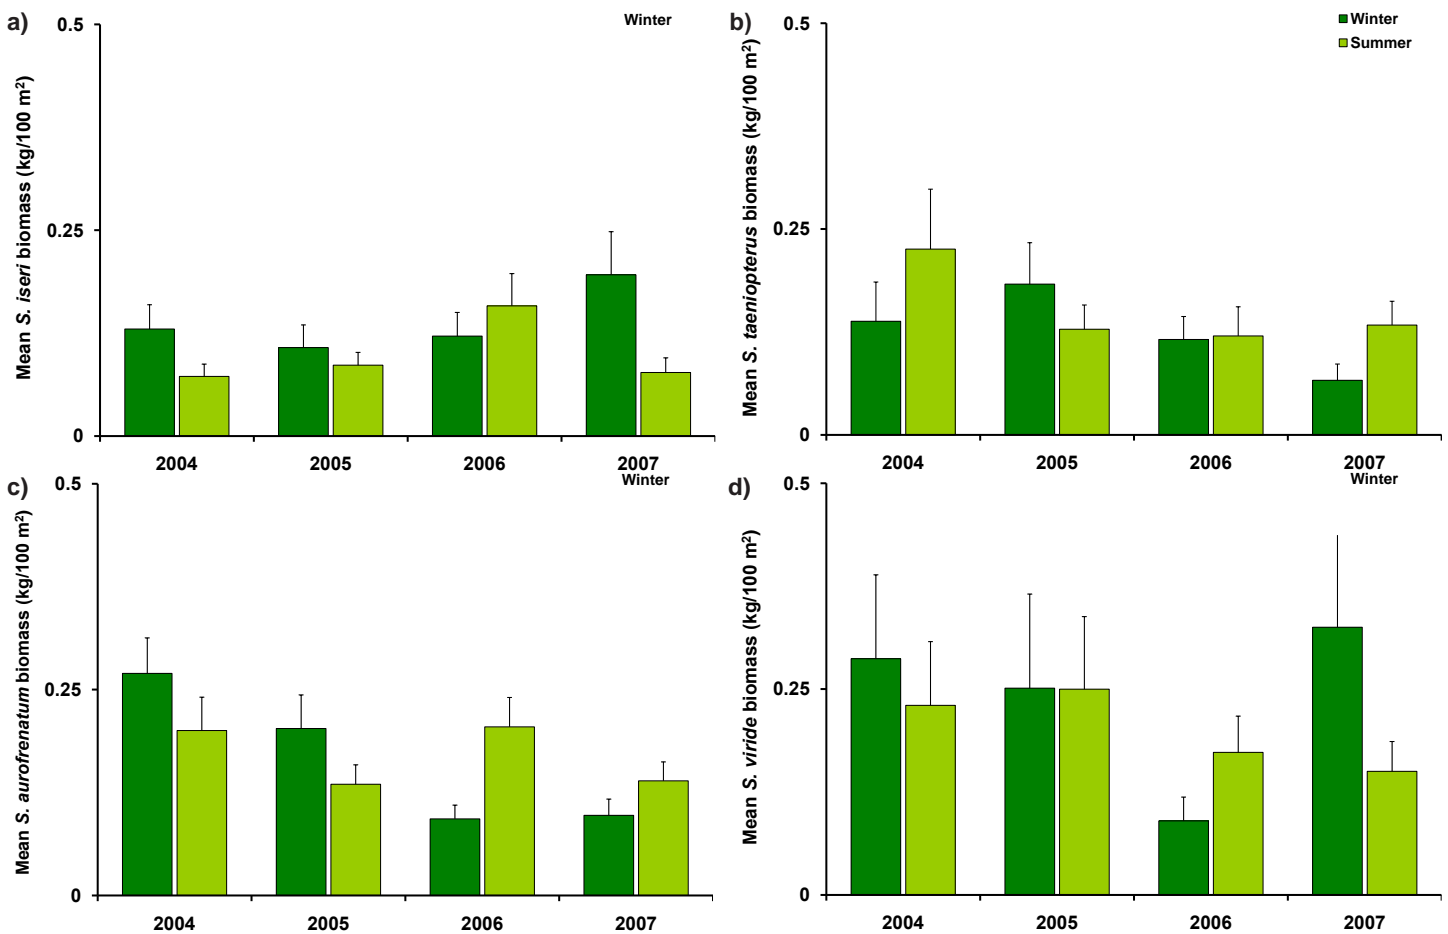 a)
Mean S. iseri biomass (kg/100 m²)
0.5
0.25
0
Winter
2004 2005 2006 2007
b)
Mean S. taeniopterus biomass (kg/100 m²)
0.5
0.25
0
Winter
Summer
2004 2005 2006 2007
c)
Mean S. aurofrenatum biomass (kg/100 m²)
0.5
0.25
0
Winter
2004 2005 2006 2007
d)
Mean S. viride biomass (kg/100 m²)
0.5
0.25
0
Winter
2004 2005 2006 2007